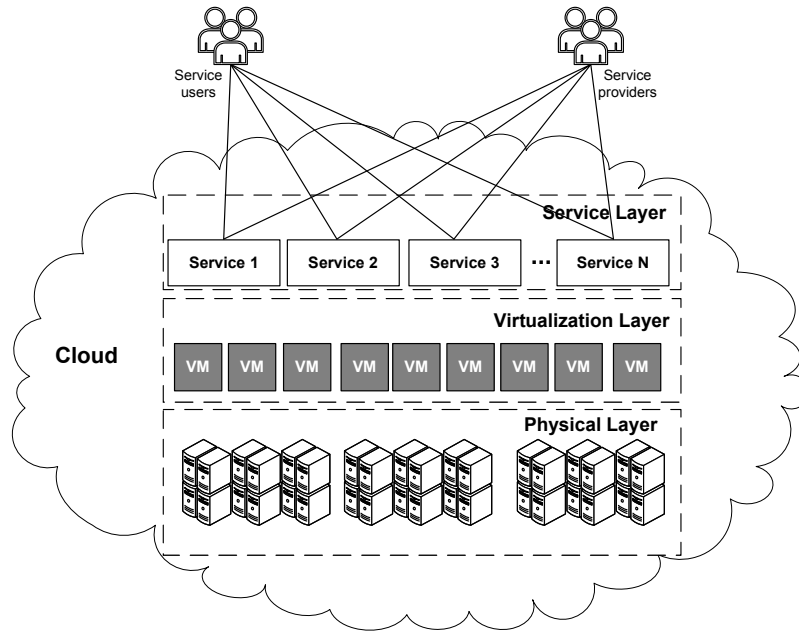 Service
users
Service
providers
Service Layer
Service 1
Service 2
Service 3
...
Service N
Virtualization Layer
Cloud
VM
VM
VM
VM
VM
VM
VM
VM
VM
Physical Layer